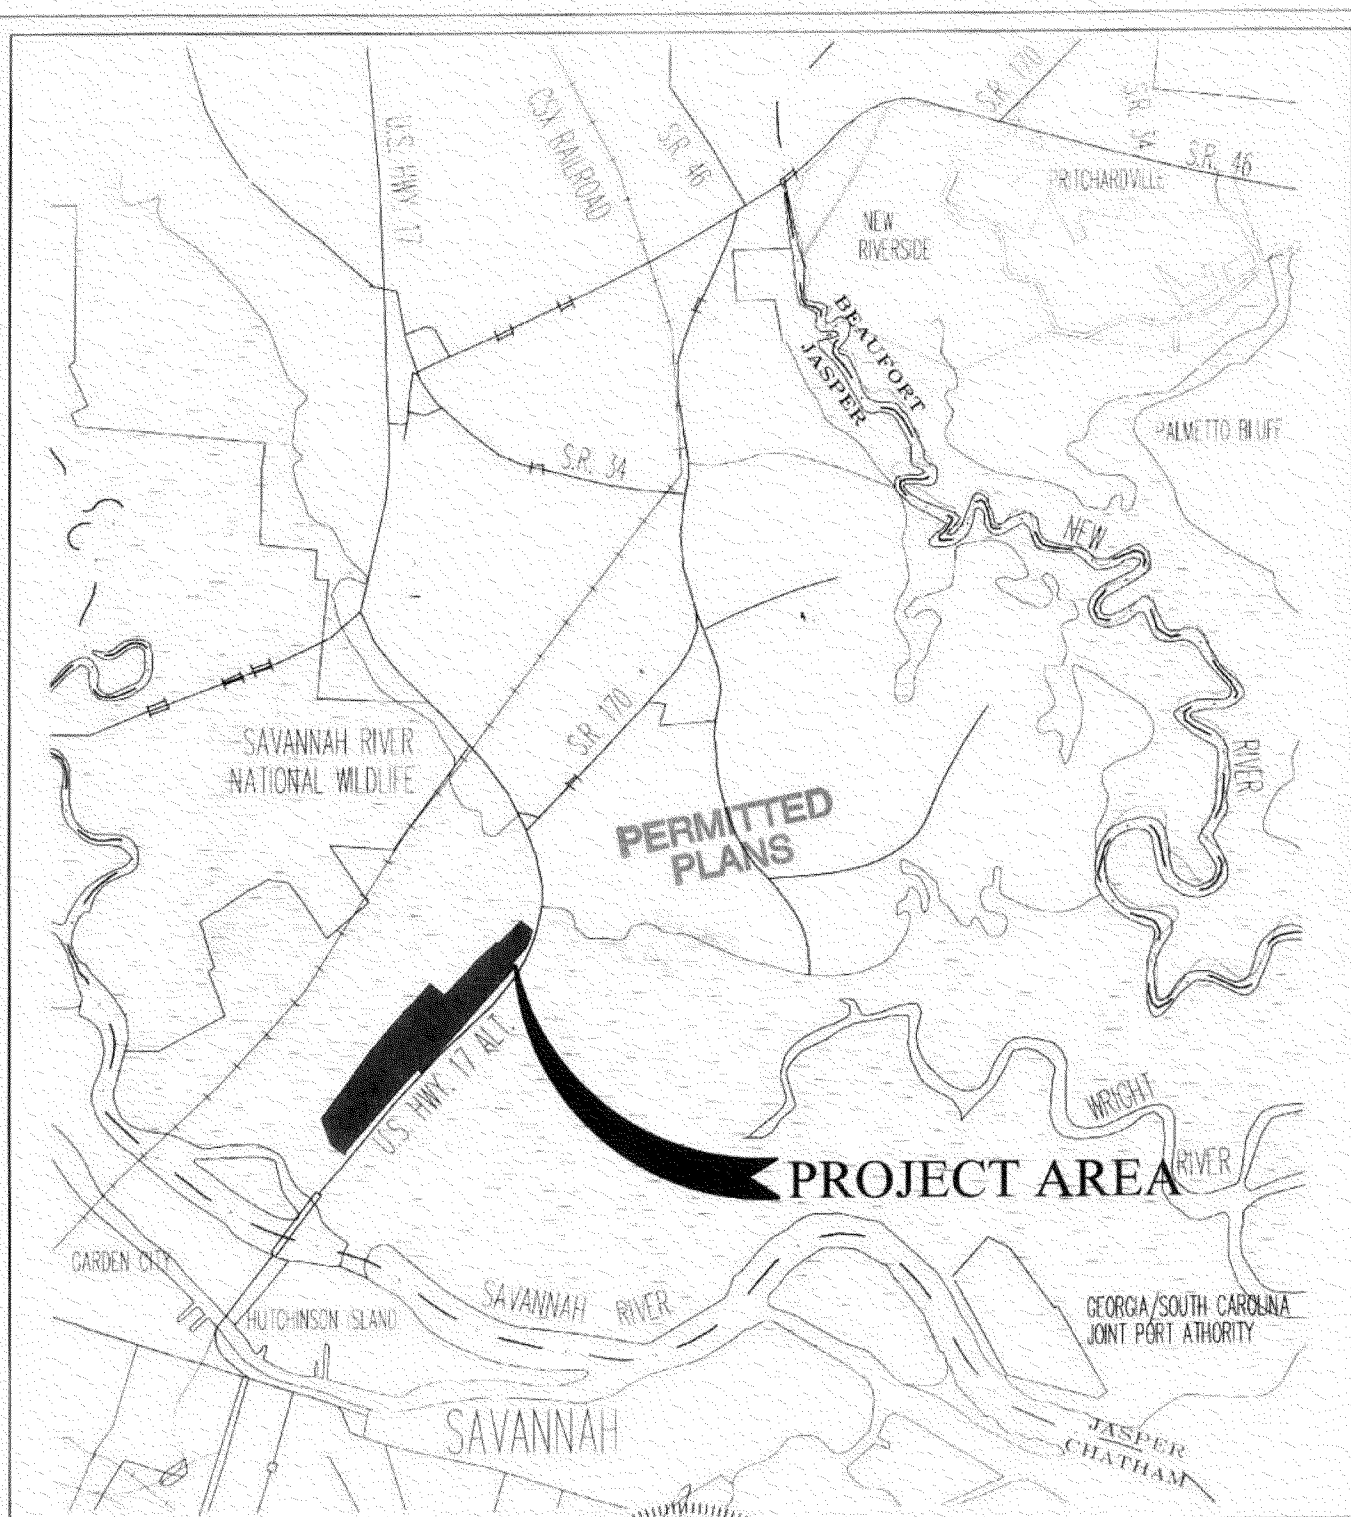 U.S. HWY. 17
CSX RAILROAD
S.R. 46
S.R. 170
S.R. 34
S.R. 46
PRITCHARDVILLE
NEW
RIVERSIDE
BEAUFORT
JASPER
PALMETTO BLUFF
S.R. 34
NEW
RIVER
SAVANNAH RIVER
NATIONAL WILDLIFE
S.R. 170
PERMITTED
PLANS
U.S. HWY. 17 ALT.
WRIGHT
RIVER
PROJECT AREA
GARDEN CITY
HUTCHINSON ISLAND
SAVANNAH RIVER
GEORGIA/SOUTH CAROLINA
JOINT PORT ATHORITY
SAVANNAH
JASPER
CHATHAM